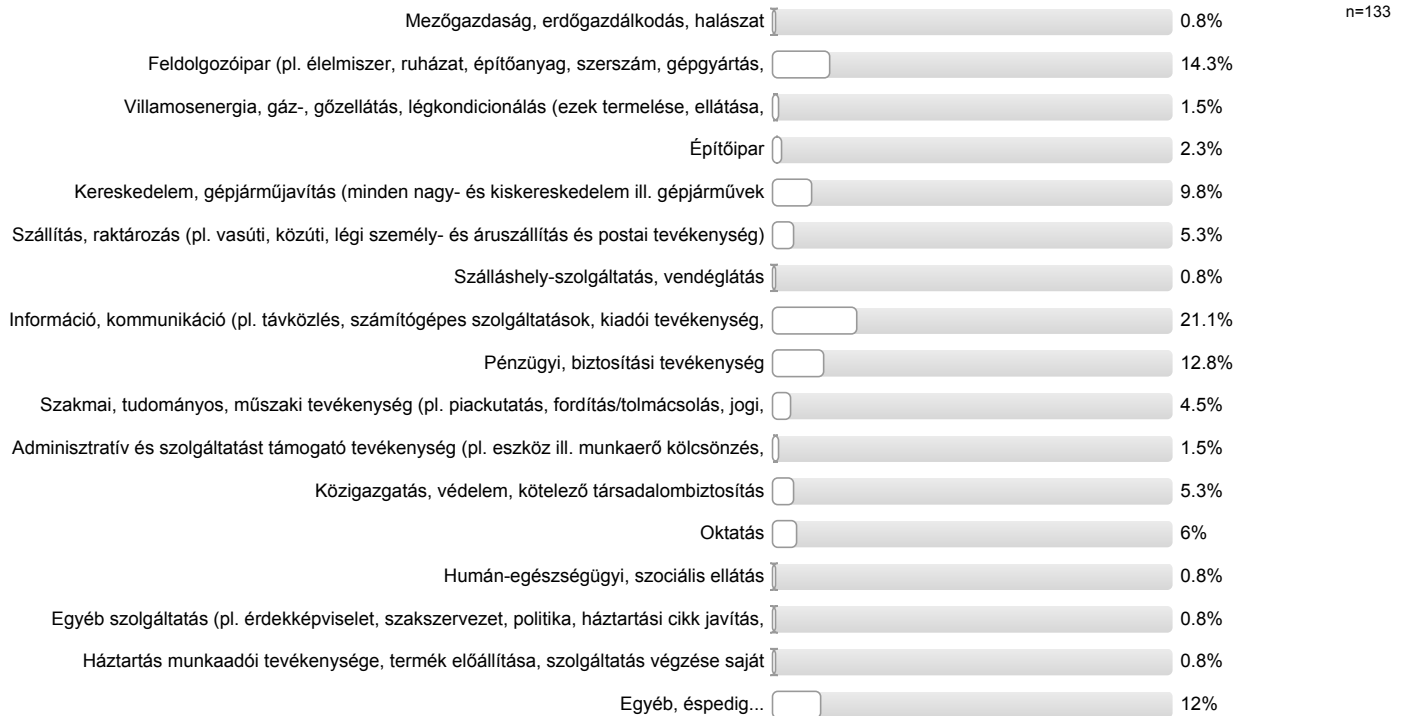 n=133
Mezőgazdaság, erdőgazdálkodás, halászat 0.8%
Feldolgozóipar (pl. élelmiszer, ruházat, építőanyag, szerszám, gépgyártás, 14.3%
Villamosenergia, gáz-, gőzellátás, légkondicionálás (ezek termelése, ellátása, 1.5%
Építőipar 2.3%
Kereskedelem, gépjárműjavítás (minden nagy- és kiskereskedelem ill. gépjárművek 9.8%
Szállítás, raktározás (pl. vasúti, közúti, légi személy- és áruszállítás és postai tevékenység) 5.3%
Szálláshely-szolgáltatás, vendéglátás 0.8%
Információ, kommunikáció (pl. távközlés, számítógépes szolgáltatások, kiadói tevékenység, 21.1%
Pénzügyi, biztosítási tevékenység 12.8%
Szakmai, tudományos, műszaki tevékenység (pl. piackutatás, fordítás/tolmácsolás, jogi, 4.5%
Adminisztratív és szolgáltatást támogató tevékenység (pl. eszköz ill. munkaerő kölcsönzés, 1.5%
Közigazgatás, védelem, kötelező társadalombiztosítás 5.3%
Oktatás 6%
Humán-egészségügyi, szociális ellátás 0.8%
Egyéb szolgáltatás (pl. érdekképviselet, szakszervezet, politika, háztartási cikk javítás, 0.8%
Háztartás munkaadói tevékenysége, termék előállítása, szolgáltatás végzése saját 0.8%
Egyéb, éspedig... 12%